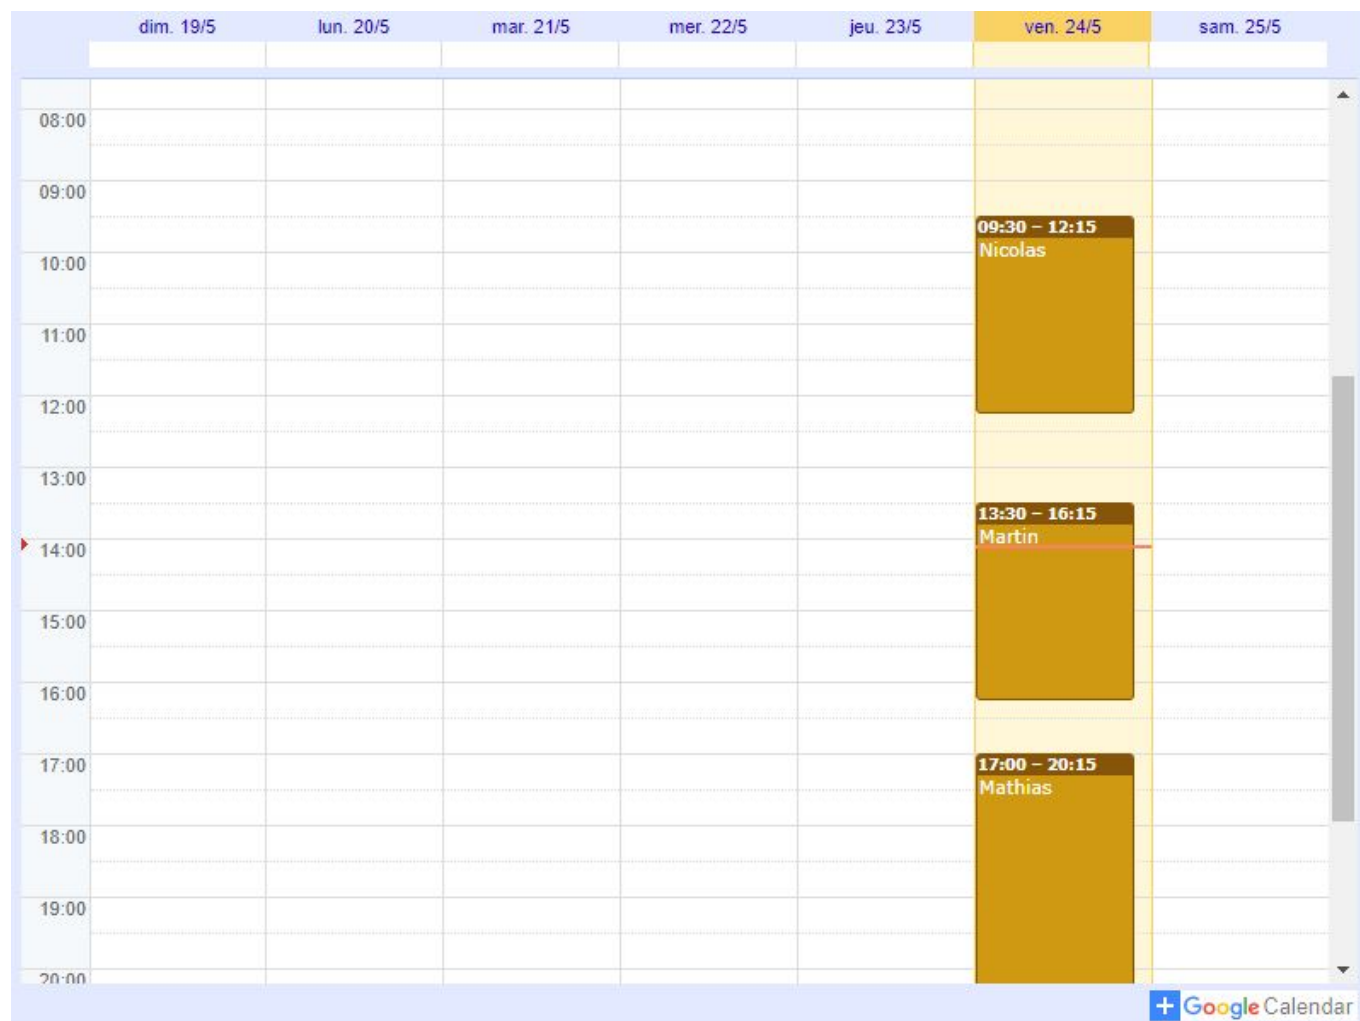 dim. 19/5 lun. 20/5 mar. 21/5 mer. 22/5 jeu. 23/5 ven. 24/5 sam. 25/5
08:00
09:00
09:30 – 12:15
Nicolas
10:00
11:00
12:00
13:00
13:30 – 16:15
Martin
14:00
15:00
16:00
17:00
17:00 – 20:15
Mathias
18:00
19:00
20:00
Google Calendar